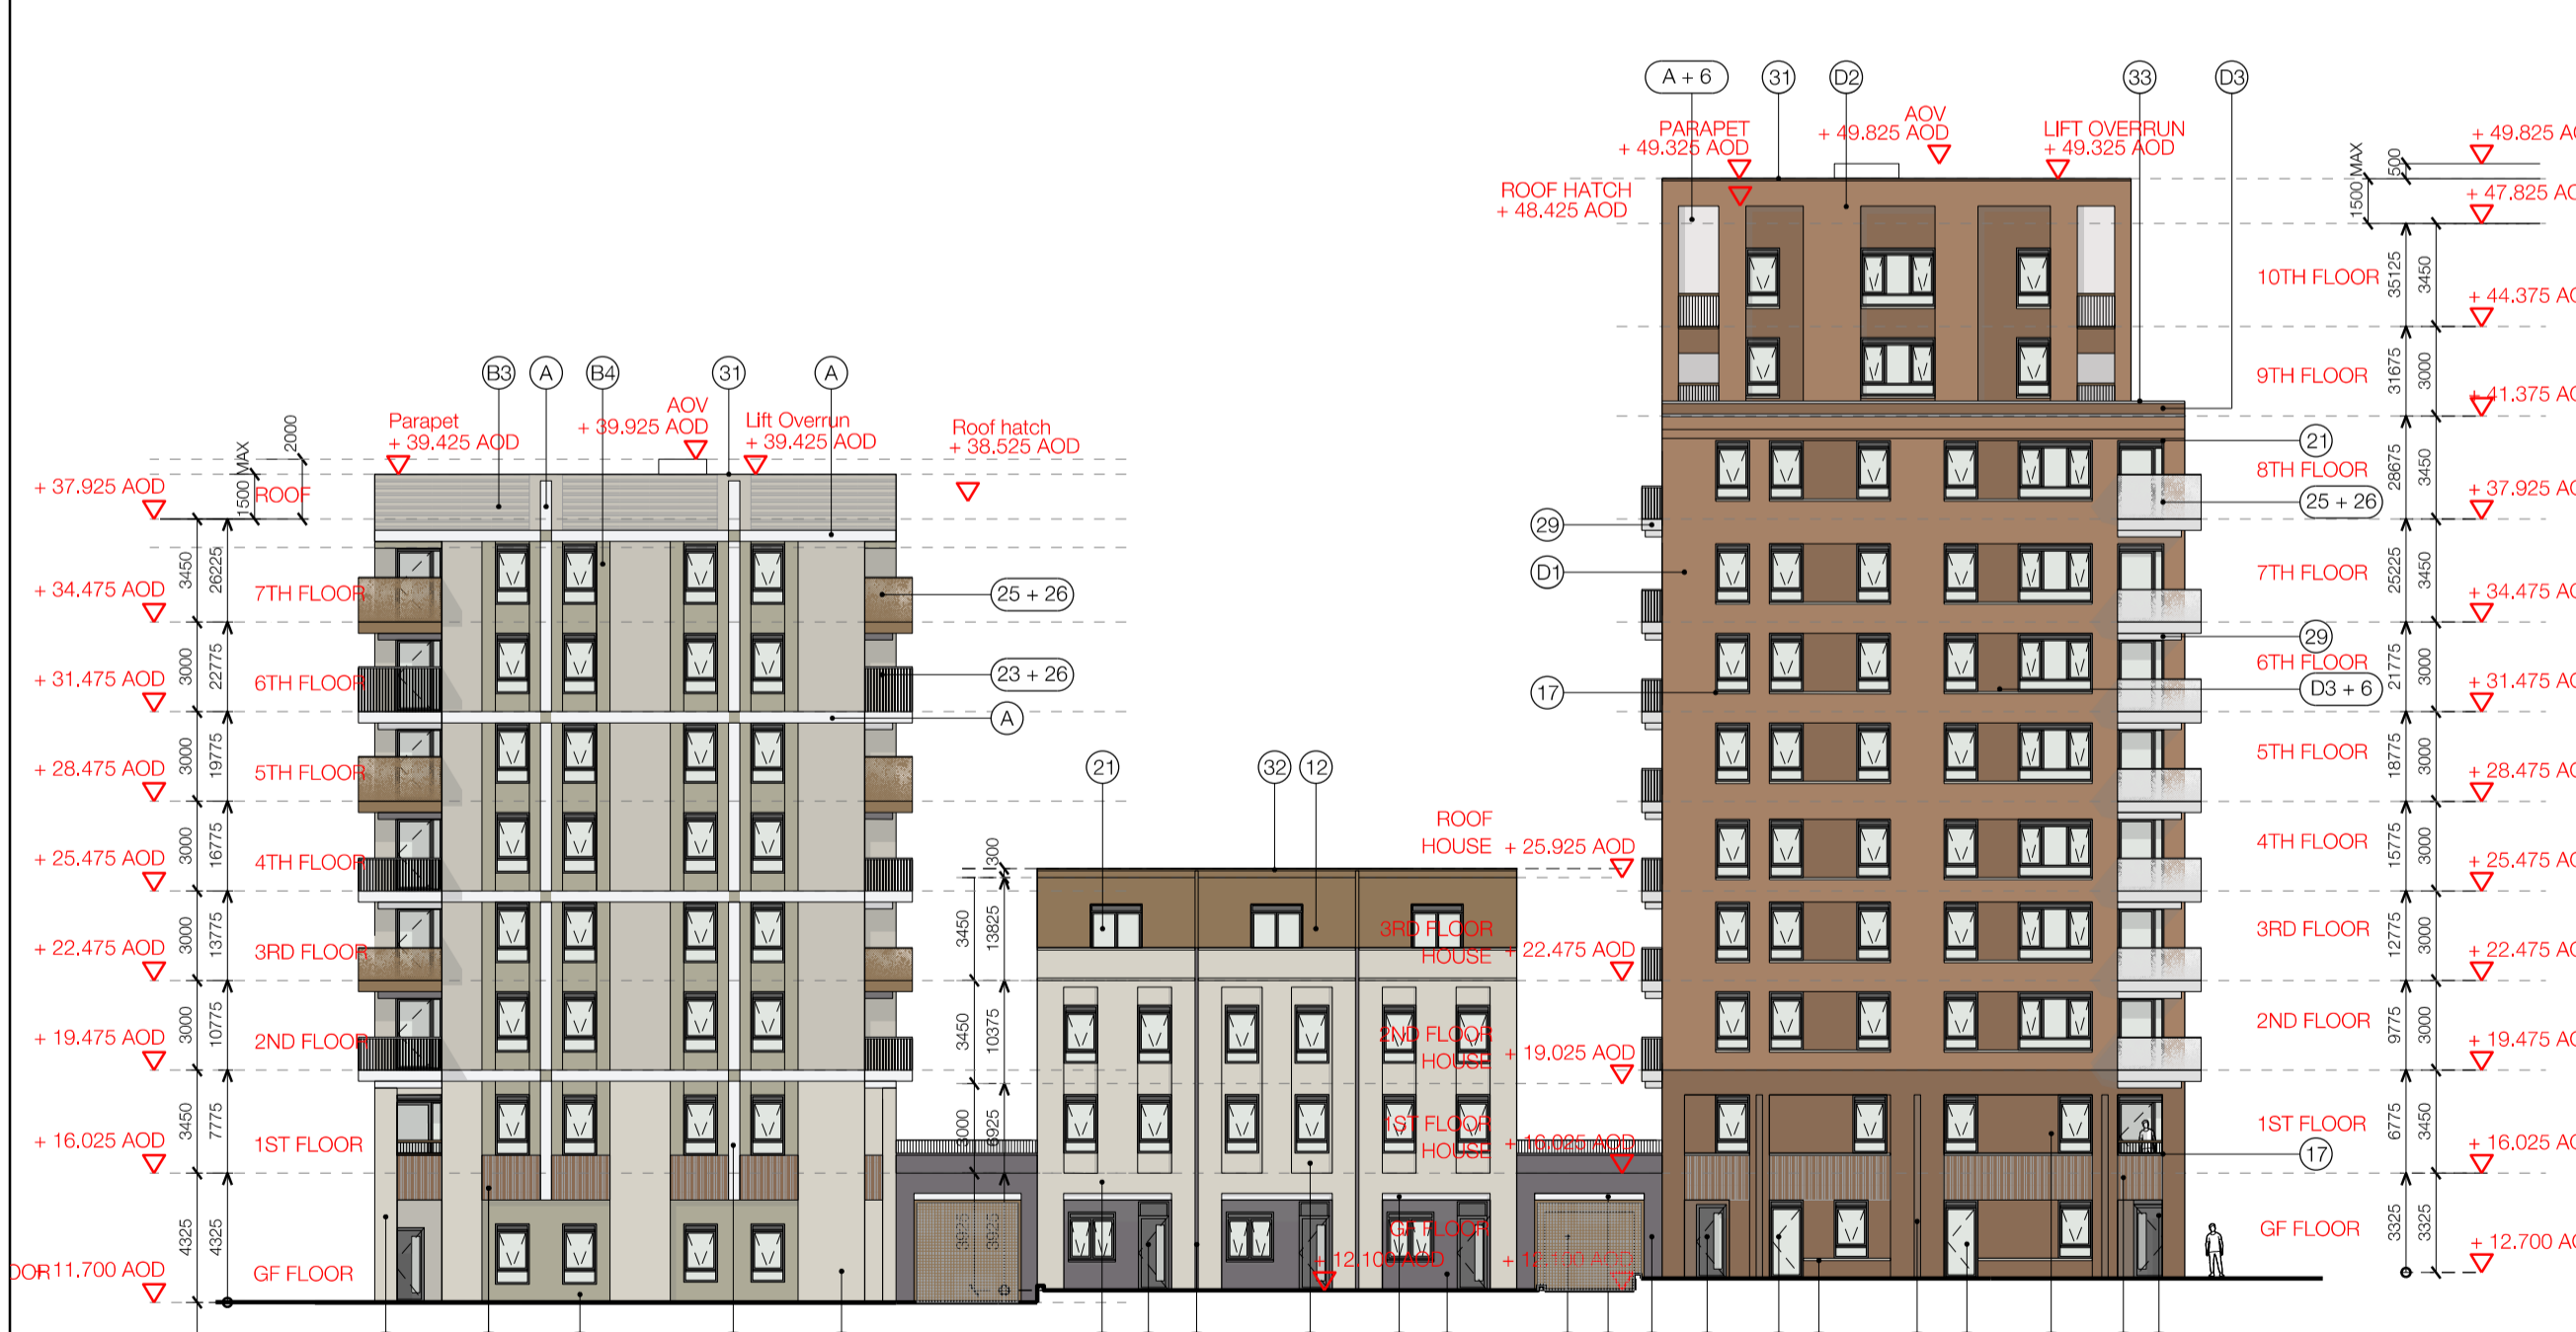 A + 6
31
D2
33
D3
PARAPET
+ 49.325 AOD
AOV
+ 49.825 AOD
LIFT OVERRUN
+ 49.325 AOD
ROOF HATCH
+ 48.425 AOD
1500 MAX
500
+ 49.825
+ 47.825
10TH FLOOR
35125
3450
+ 44.375
9TH FLOOR
31675
3000
+ 41.375
21
8TH FLOOR
28675
3450
25 + 26
+ 37.925
29
D1
7TH FLOOR
25225
3450
+ 34.475
29
6TH FLOOR
21775
3000
D3 + 6
+ 31.475
17
5TH FLOOR
18775
3000
+ 28.475
4TH FLOOR
15775
3000
+ 25.475
3RD FLOOR
12775
3000
+ 22.475
2ND FLOOR
9775
3000
+ 19.475
1ST FLOOR
6775
3450
17
+ 16.025
GF FLOOR
3325
3325
+ 12.700
B3
A
B4
31
A
Parapet
+ 39.425 AOD
AOV
+ 39.925 AOD
Lift Overrun
+ 39.425 AOD
Roof hatch
+ 38.525 AOD
2000
1500 MAX
ROOF
+ 37.925 AOD
3450
26225
+ 34.475 AOD
7TH FLOOR
25 + 26
3000
22775
+ 31.475 AOD
6TH FLOOR
23 + 26
A
3000
19775
+ 28.475 AOD
5TH FLOOR
3000
16775
+ 25.475 AOD
4TH FLOOR
3000
13775
+ 22.475 AOD
3RD FLOOR
3000
10775
+ 19.475 AOD
2ND FLOOR
3450
7775
+ 16.025 AOD
1ST FLOOR
4325
4325
11.700 AOD
GF FLOOR
21
32
12
300
ROOF
HOUSE
+ 25.925 AOD
3450
13825
3RD FLOOR
HOUSE
+ 22.475 AOD
3450
10375
2ND FLOOR
HOUSE
+ 19.025 AOD
3000
6925
1ST FLOOR
HOUSE
+ 16.025 AOD
3925
3925
GF FLOOR
+ 12.100 AOD
+ 12.100 AOD